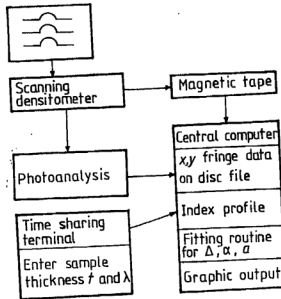 Scanning
densitometer
Magnetic tape
Photoanalysis
Central computer
x,y fringe data
on disc file
Index profile
Fitting routine
for Δ, α, a
Graphic output
Time sharing
terminal
Enter sample
thickness t and λ